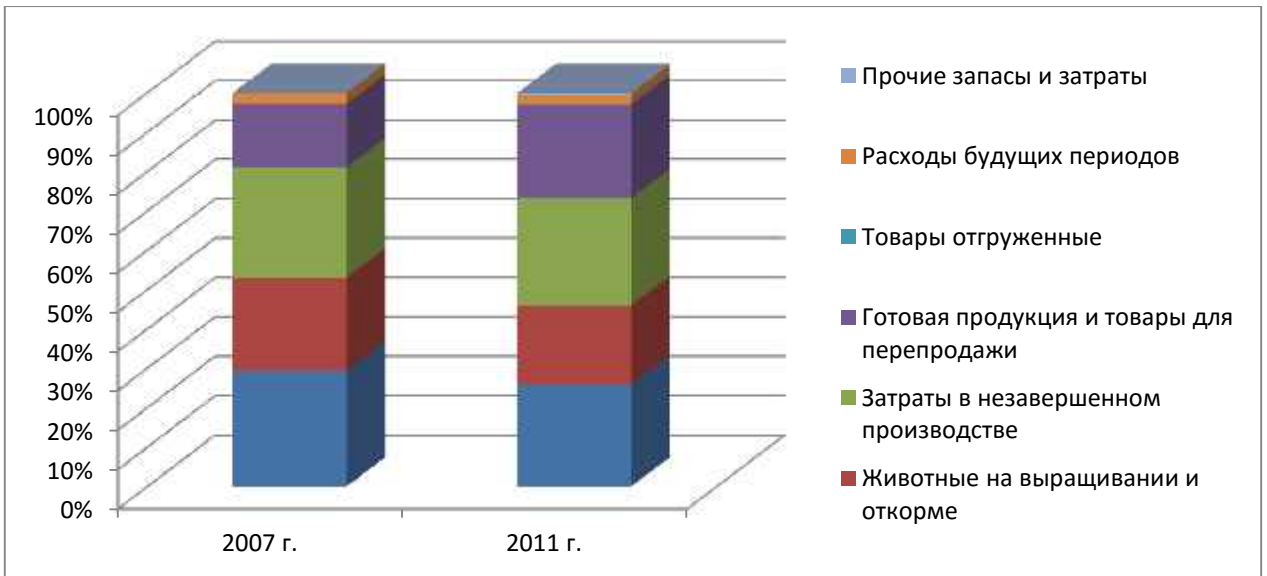 100%
90%
80%
70%
60%
50%
40%
30%
20%
10%
0%
2007 г.
2011 г.
Прочие запасы и затраты
Расходы будущих периодов
Товары отгруженные
Готовая продукция и товары для
перепродажи
Затраты в незавершенном
производстве
Животные на выращивании и
откорме